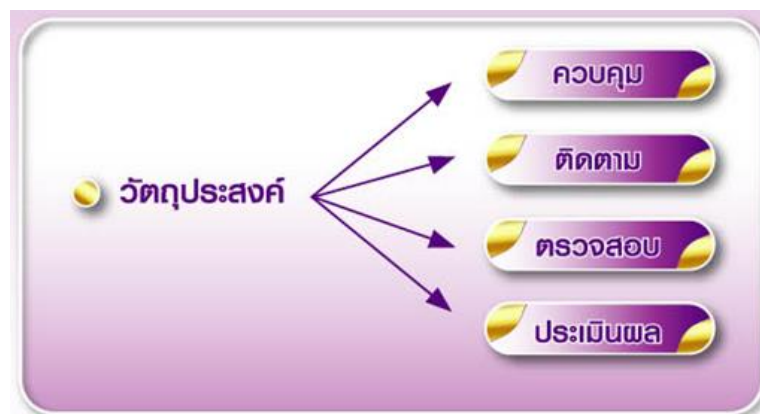 วัตถุประสงค์
ควบคุม
ติดตาม
ตรวจสอบ
ประเมินผล